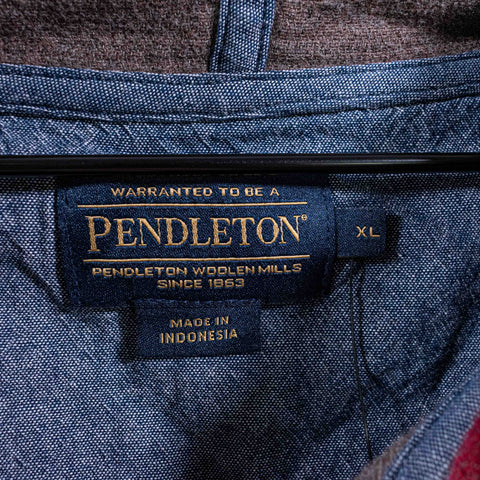 WARRANTED TO BE A
PENDLETON®
XL
PENDLETON WOOLEN MILLS
SINCE 1863
MADE IN
INDONESIA